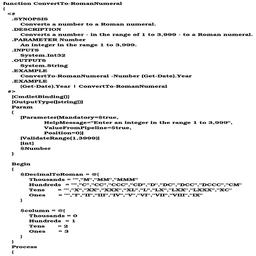 function ConvertTo-RomanNumeral
{
<#
.SYNOPSIS
Converts a number to a Roman numeral.
.DESCRIPTION
Converts a number - in the range of 1 to 3,999 - to a Roman numeral.
.PARAMETER Number
An integer in the range 1 to 3,999.
.INPUTS
System.Int32
.OUTPUTS
System.String
.EXAMPLE
ConvertTo-RomanNumeral -Number (Get-Date).Year
.EXAMPLE
(Get-Date).Year | ConvertTo-RomanNumeral
#>
[CmdletBinding()]
[OutputType([string])]
Param
(
[Parameter(Mandatory=$true,
HelpMessage="Enter an integer in the range 1 to 3,999",
ValueFromPipeline=$true,
Position=0)]
[ValidateRange(1,3999)]
[int]
$Number
)
Begin
{
$DecimalToRoman = @{
Thousands = "","M","MM","MMM"
Hundreds = "","C","CC","CCC","CD","D","DC","DCC","DCCC","CM"
Tens = "","X","XX","XXX","XL","L","LX","LXX","LXXX","XC"
Ones = "","I","II","III","IV","V","VI","VII","VIII","IX"
}
$column = @{
Thousands = 0
Hundreds = 1
Tens = 2
Ones = 3
}
}
Process
{